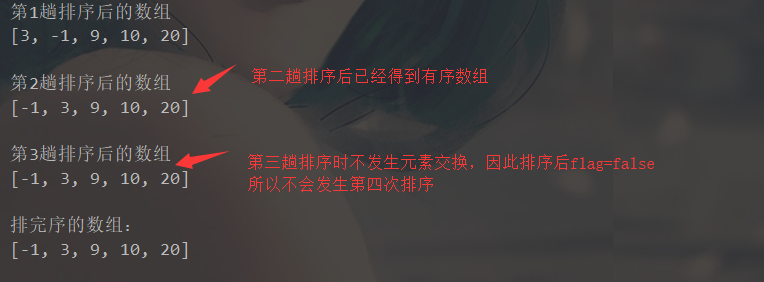 第1趟排序后的数组
[3, -1, 9, 10, 20]
第2趟排序后的数组
第二趟排序后已经得到有序数组
[-1, 3, 9, 10, 20]
第3趟排序后的数组
第三趟排序时不发生元素交换，因此排序后flag=false
[-1, 3, 9, 10, 20]
所以不会发生第四次排序
排完序的数组：
[-1, 3, 9, 10, 20]